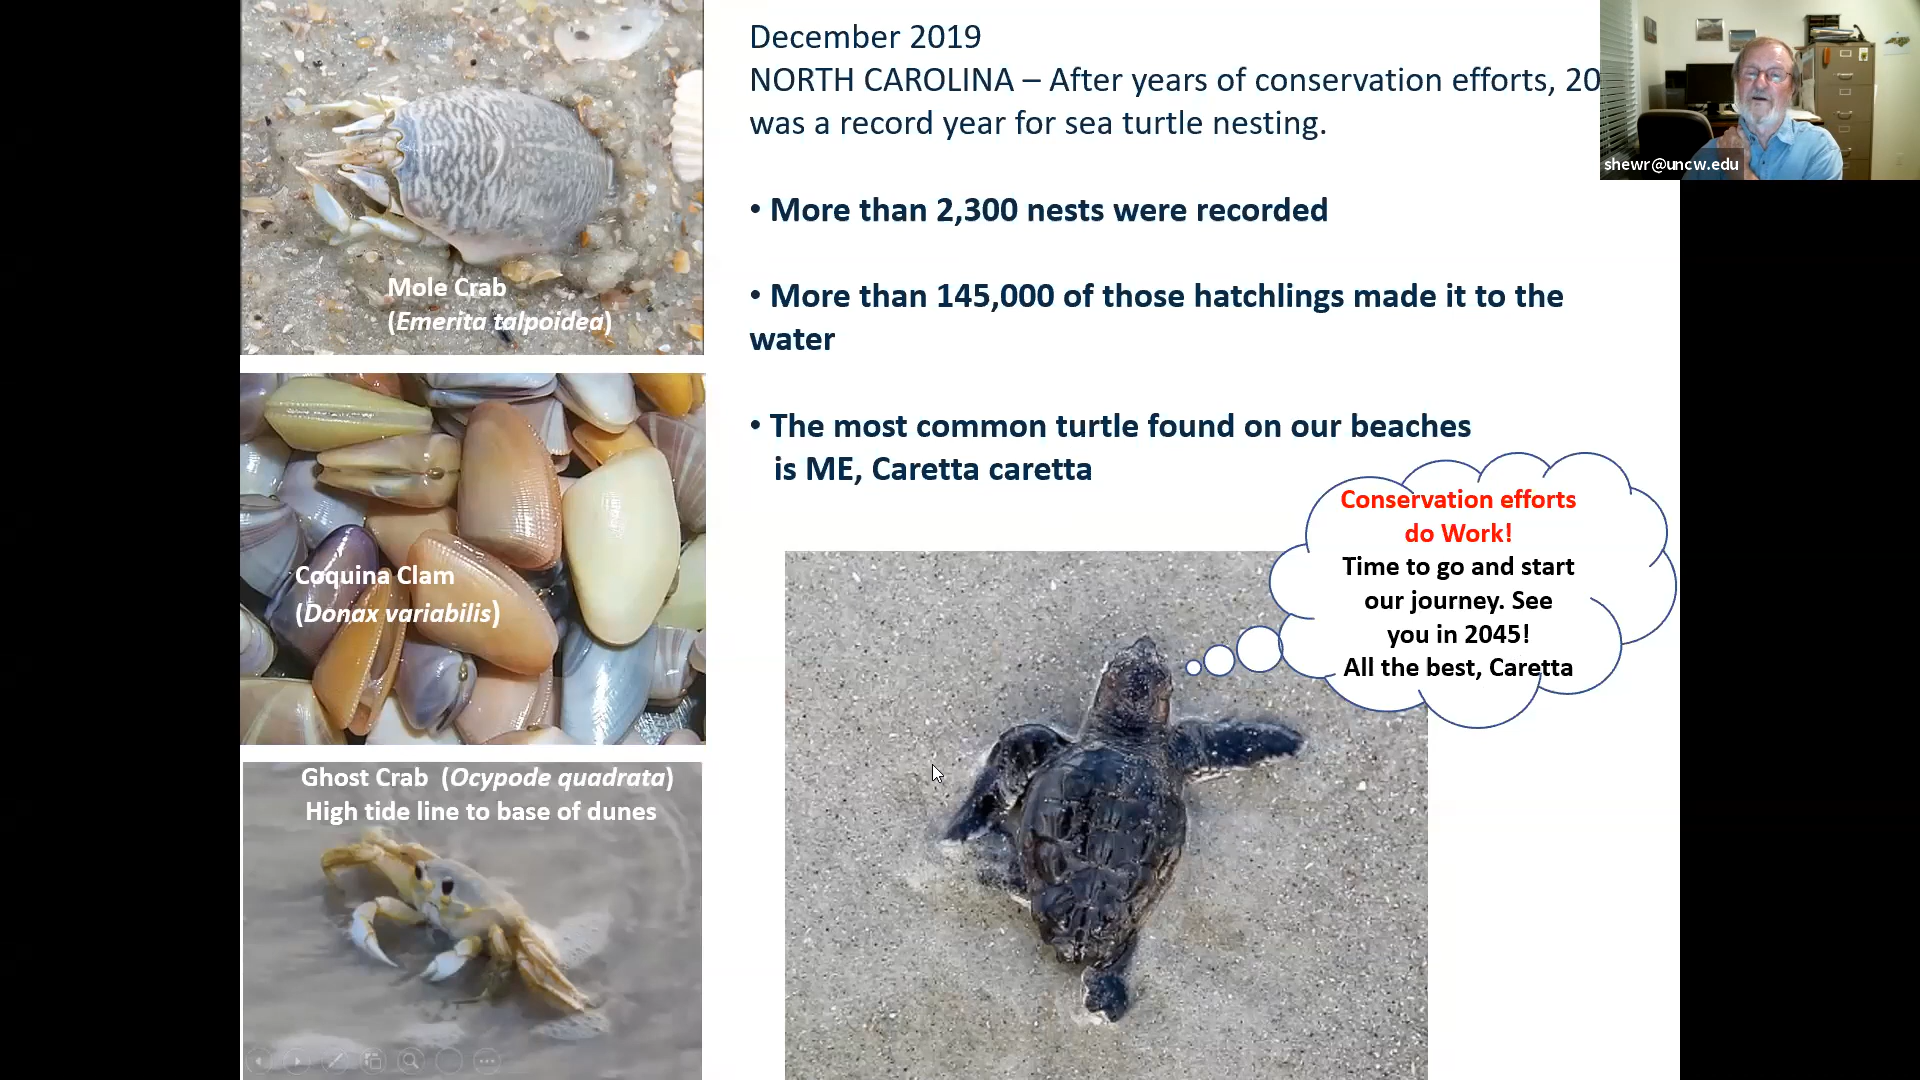 December 2019
NORTH CAROLINA – After years of conservation efforts, 20
was a record year for sea turtle nesting.
• More than 2,300 nests were recorded
• More than 145,000 of those hatchlings made it to the
water
• The most common turtle found on our beaches
is ME, Caretta caretta
Mole Crab
(Emerita talpoidea)
Coquina Clam
(Donax variabilis)
Ghost Crab (Ocypode quadrata)
High tide line to base of dunes
Conservation efforts
do Work!
Time to go and start
our journey. See
you in 2045!
All the best, Caretta
shewr@uncw.edu